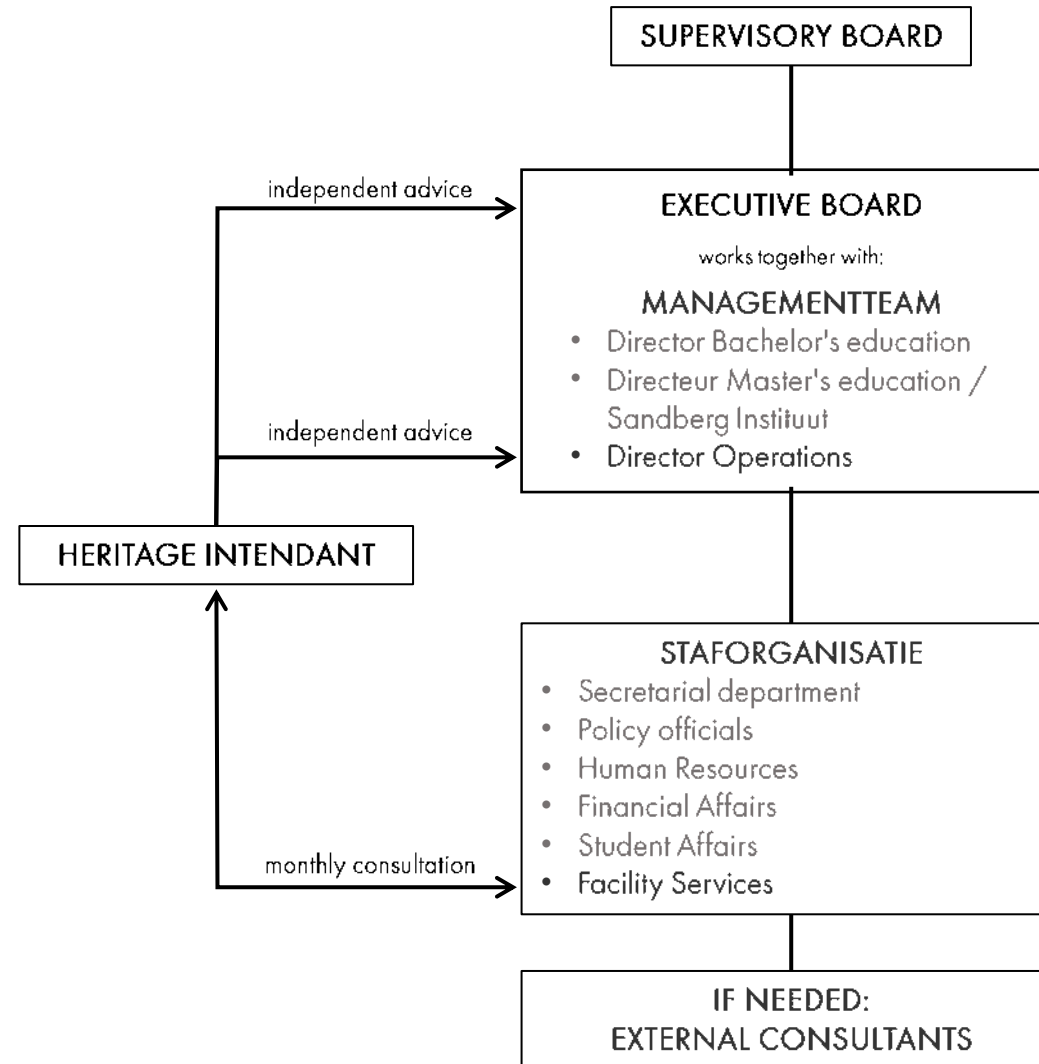 SUPERVISORY BOARD
independent advice
EXECUTIVE BOARD
works together with:
MANAGEMENTTEAM
• Director Bachelor's education
• Directeur Master's education /
Sandberg Instituut
independent advice
• Director Operations
HERITAGE INTENDANT
STAFORGANISATIE
• Secretarial department
• Policy officials
• Human Resources
• Financial Affairs
• Student Affairs
monthly consultation
• Facility Services
IF NEEDED:
EXTERNAL CONSULTANTS